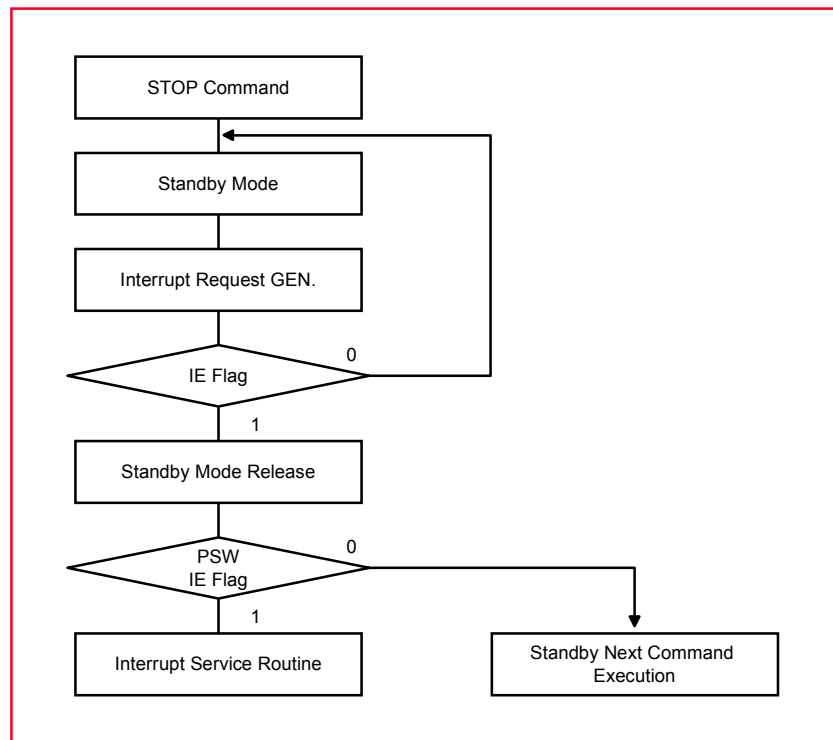 STOP Command
Standby Mode
Interrupt Request GEN.
0
IE Flag
1
Standby Mode Release
0
PSW
IE Flag
1
Interrupt Service Routine
Standby Next Command
Execution